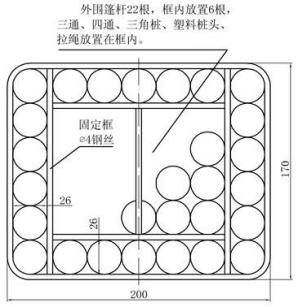 外围篷杆22根，框内放置6根，
三通、四通、三角桩、塑料桩头、
拉绳放置在框内。
固定框
⌀4钢丝
170
26
26
200